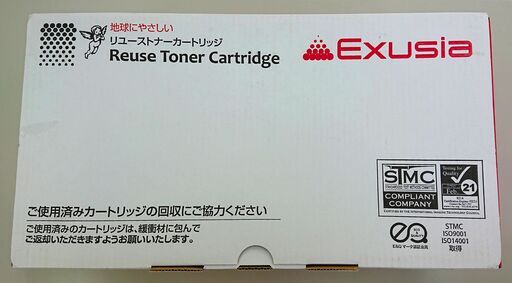 地球にやさしい
リユーストナーカートリッジ
Reuse Toner Cartridge
Exusia
STMC
COMPLIANT
COMPANY
Testing for
Quality
21
ご使用済みカートリッジの回収にご協力ください
ご使用済みのカートリッジは、緩衝材に包んで
ご返却いただきますようお願いいたします。
STMC
ISO9001
ISO14001
取得